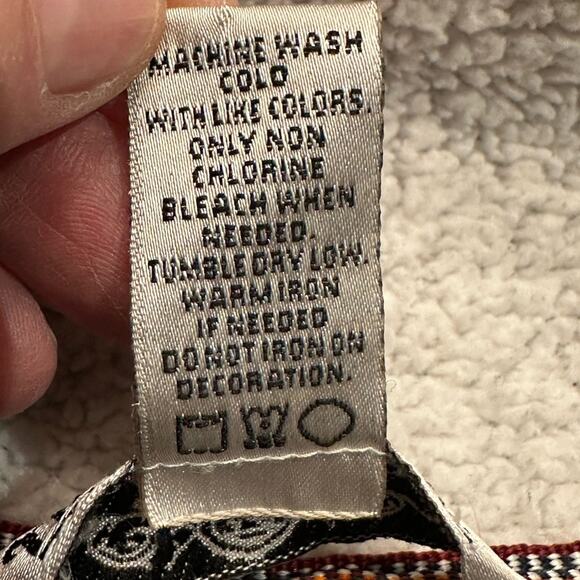 MACHINE WASH
COLD
WITH LIKE COLORS.
ONLY NON
CHLORINE
BLEACH WHEN
NEEDED.
TUMBLE DRY LOW.
WARM IRON
IF NEEDED
DO NOT IRON ON
DECORATION.